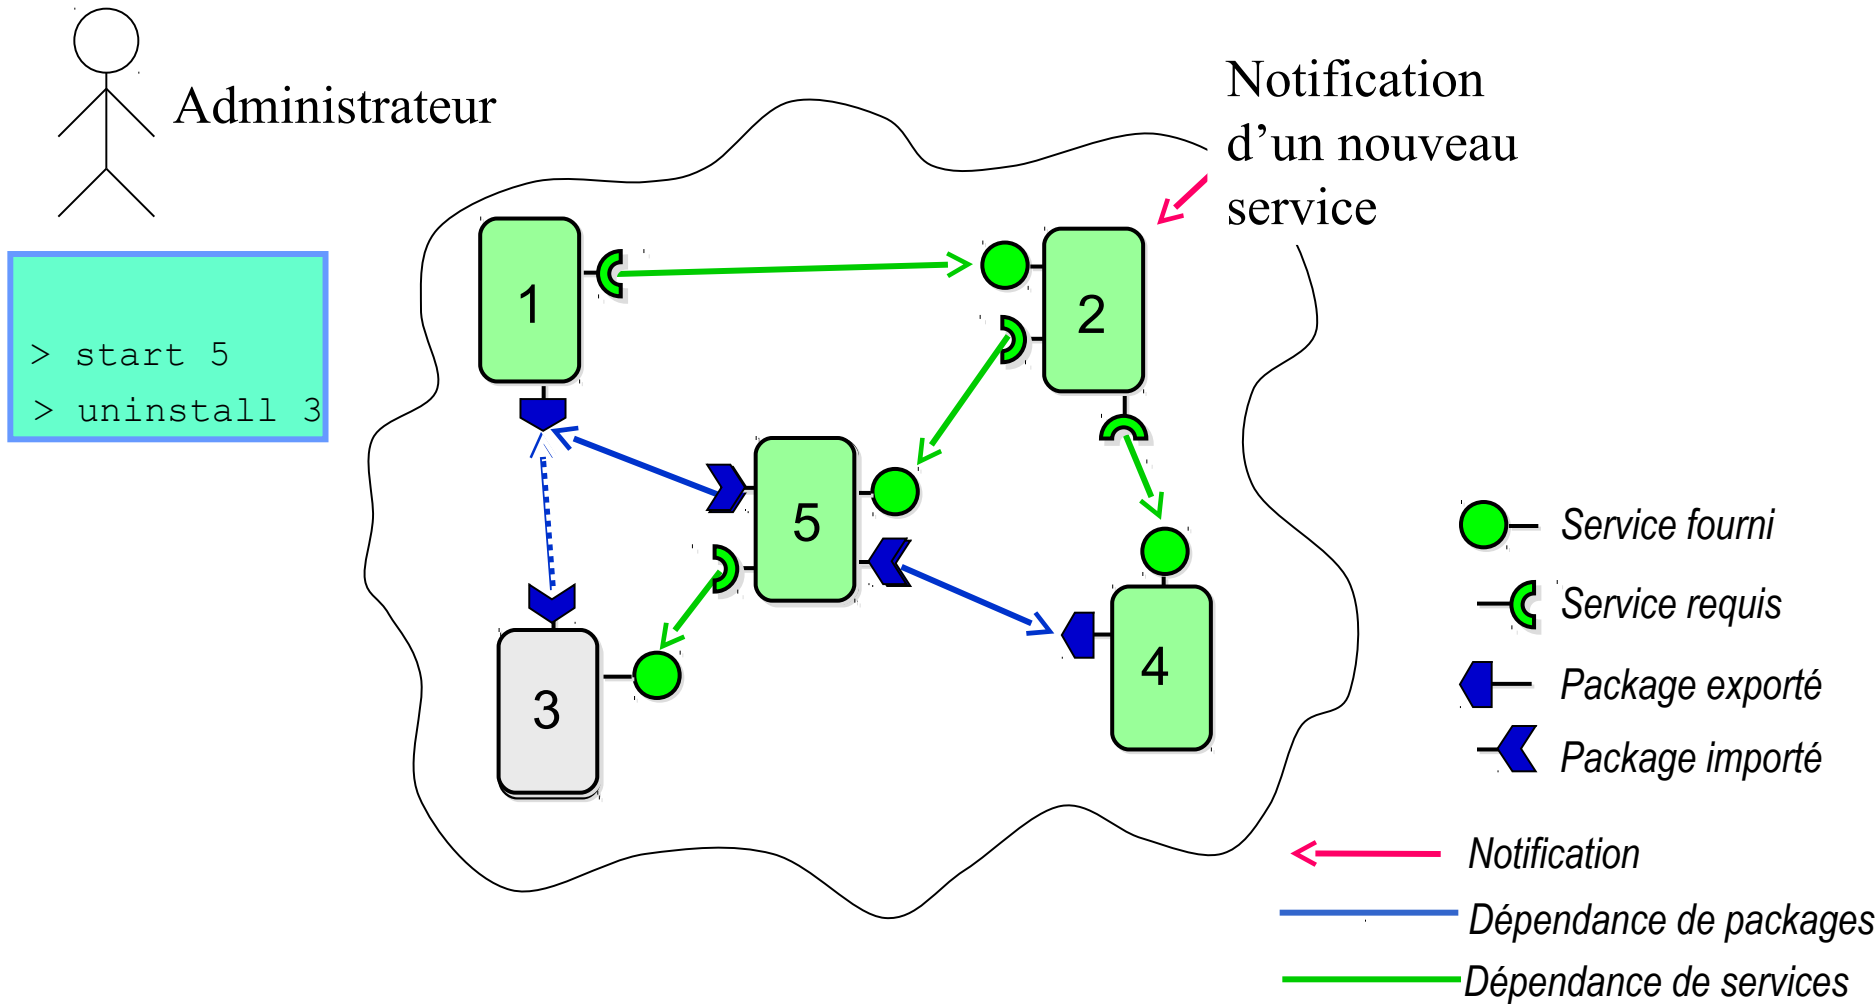 Administrateur
Notification
d’un nouveau
service
> start 5
> uninstall 3
1
2
5
3
4
Service fourni
Service requis
Package exporté
Package importé
Notification
Dépendance de packages
Dépendance de services